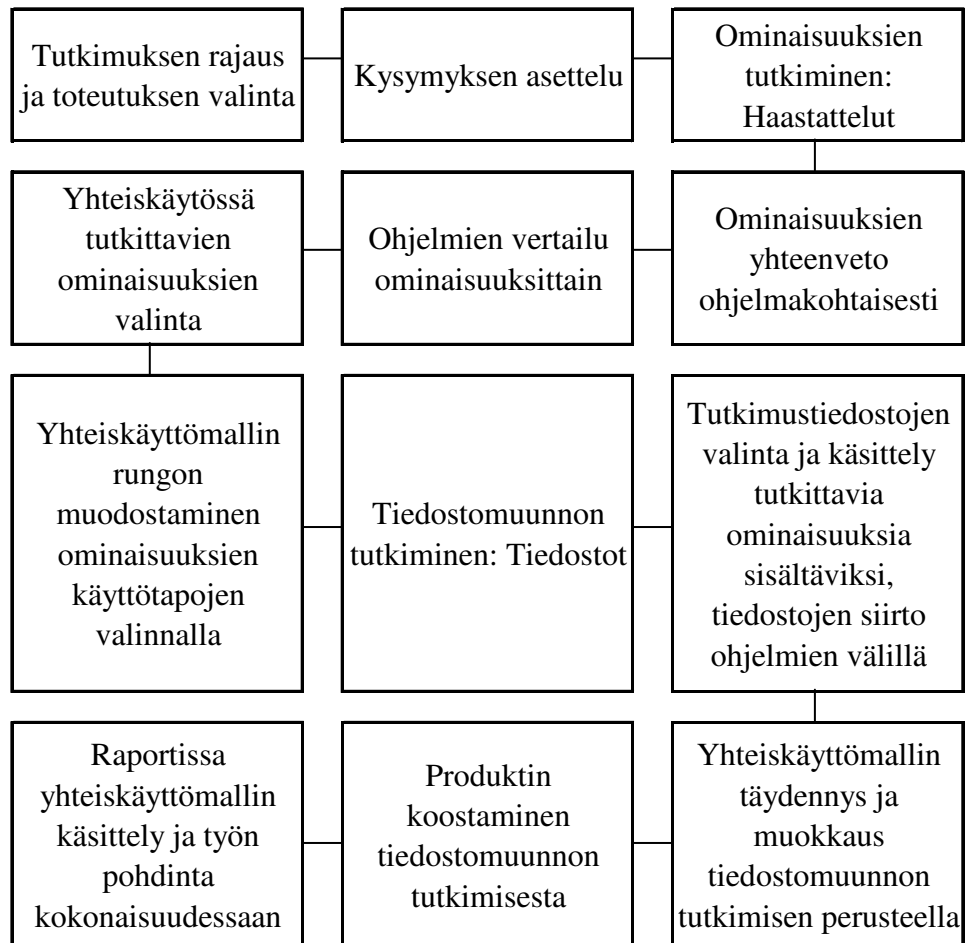 Tutkimuksen rajaus
ja toteutuksen valinta
Kysymyksen asettelu
Ominaisuuksien
tutkiminen:
Haastattelut
Yhteiskäytössä
tutkittavien
ominaisuuksien
valinta
Ohjelmien vertailu
ominaisuuksittain
Ominaisuuksien
yhteenveto
ohjelmakohtaisesti
Yhteiskäyttömallin
rungon
muodostaminen
ominaisuuksien
käyttötapojen
valinnalla
Tiedostomuunnon
tutkiminen: Tiedostot
Tutkimustiedostojen
valinta ja käsittely
tutkittavia
ominaisuuksia
sisältäviksi,
tiedostojen siirto
ohjelmien välillä
Raportissa
yhteiskäyttömallin
käsittely ja työn
pohdinta
kokonaisuudessaan
Produktin
koostaminen
tiedostomuunnon
tutkimisesta
Yhteiskäyttömallin
täydennys ja
muokkaus
tiedostomuunnon
tutkimisen perusteella